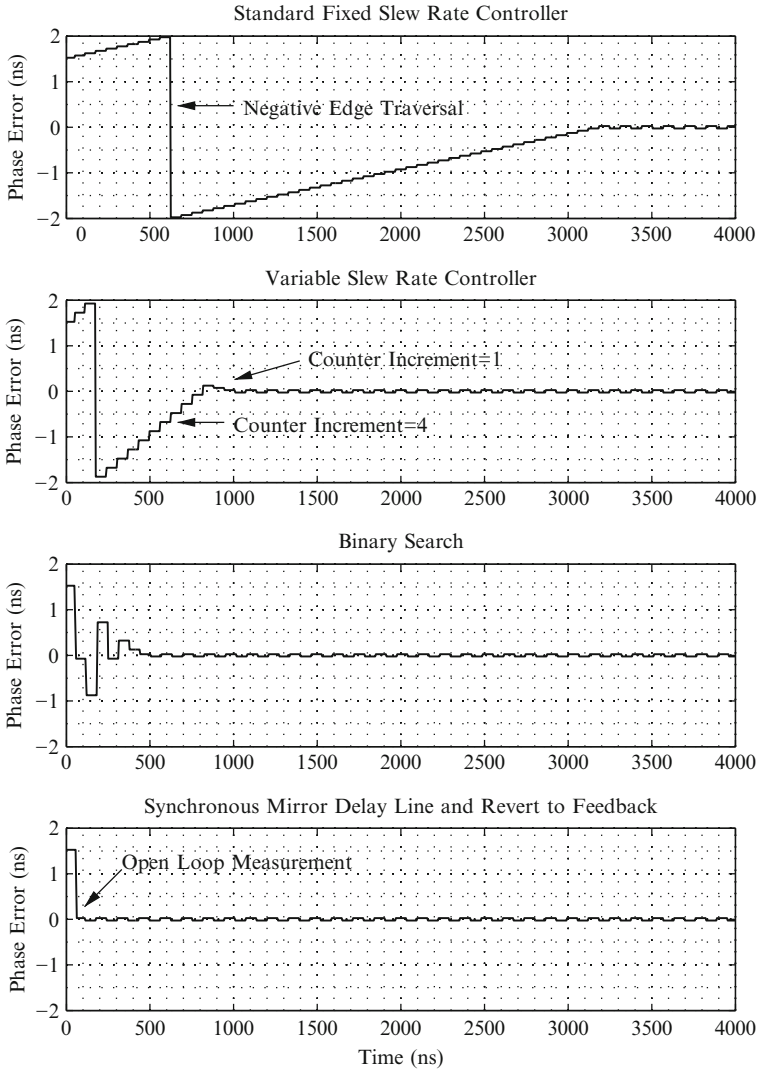 Standard Fixed Slew Rate Controller
2
1
0
−1
−2
Phase Error (ns)
Negative Edge Traversal
0 500 1000 1500 2000 2500 3000 3500 4000
Variable Slew Rate Controller
2
1
0
−1
−2
Phase Error (ns)
Counter Increment=1
Counter Increment=4
0 500 1000 1500 2000 2500 3000 3500 4000
Binary Search
2
1
0
−1
−2
Phase Error (ns)
0 500 1000 1500 2000 2500 3000 3500 4000
Synchronous Mirror Delay Line and Revert to Feedback
2
1
0
−1
−2
Phase Error (ns)
Open Loop Measurement
0 500 1000 1500 2000 2500 3000 3500 4000
Time (ns)